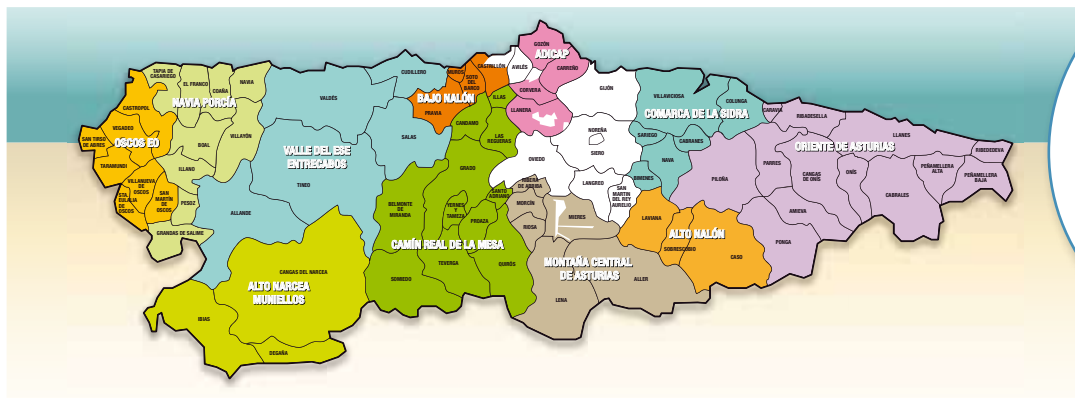 TAPIA DE
CASARIEGO
EL FRANCO
COAÑA
NAVIA
CASTROPOL
NAVIA PORCÍA
VEGADEO
SAN TIRSO
DE ABRES
OSCOS EO
BOAL
VILLAYÓN
TARAMUNDI
ILLANO
VILLANUEVA
DE OSCOS
STA.
EULALIA
DE OSCOS
SAN
MARTÍN
DE OSCOS
PESOZ
GRANDAS DE SALIME
VALDÉS
CUDILLERO
VALLE DEL ESE
ENTRECABOS
SALAS
TINEO
ALLANDE
CANGAS DEL NARCEA
ALTO NARCEA
MUNIELLOS
IBIAS
DEGAÑA
MUROS
SOTO
DEL
BARCO
CASTRILLÓN
BAJO NALÓN
PRAVIA
AVILÉS
GOZÓN
ADICAP
CARREÑO
CORVERA
ILLAS
LLANERA
CANDAMO
LAS
REGUERAS
GRADO
BELMONTE
DE
MIRANDA
YERNES
Y
TAMEZA
PROAZA
SANTO
ADRIANO
CAMÍN REAL DE LA MESA
TEVERGA
QUIRÓS
SOMIEDO
GIJÓN
NOREÑA
SIERO
OVIEDO
LANGREO
SAN
MARTIN
DEL REY
AURELIO
RIBERA
DE ARRIBA
MORCÍN
RIOSA
MIERES
MONTAÑA CENTRAL
DE ASTURIAS
LENA
ALLER
VILLAVICIOSA
COLUNGA
COMARCA DE LA SIDRA
SARIEGO
CABRANES
NAVA
BIMENES
LAVIANA
ALTO NALÓN
SOBRESCOBIO
CASO
CARAVIA
RIBADESELLA
LLANES
RIBEDEDEVA
ORIENTE DE ASTURIAS
PILOÑA
PARRES
CANGAS
DE ONÍS
ONÍS
PEÑAMELLERA
ALTA
PEÑAMELLERA
BAJA
CABRALES
AMIEVA
PONGA